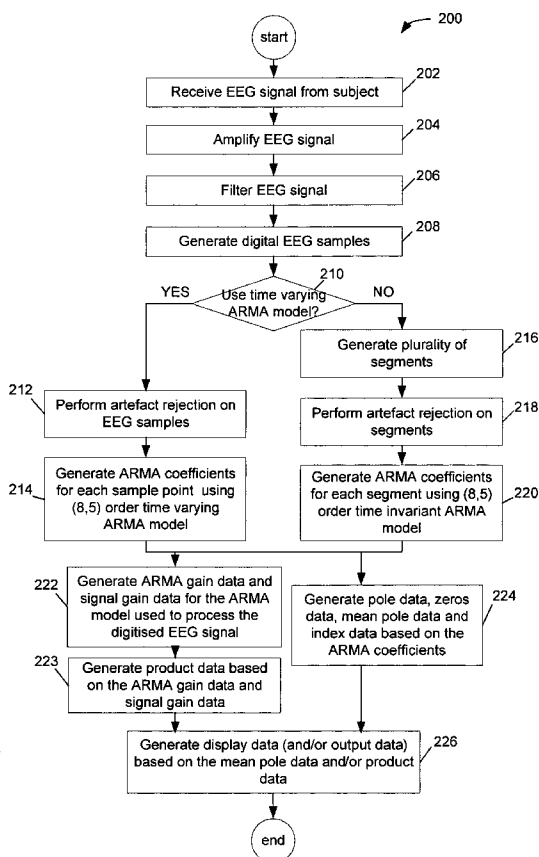 start
200
Receive EEG signal from subject
202
Amplify EEG signal
204
Filter EEG signal
206
Generate digital EEG samples
208
210
YES
Use time varying
ARMA model?
NO
Generate plurality of
segments
216
212
Perform artefact rejection on
EEG samples
Perform artefact rejection on
segments
218
214
Generate ARMA coefficients
for each sample point using
(8,5) order time varying
ARMA model
Generate ARMA coefficients
for each segment using (8,5)
order time invariant ARMA
model
220
222
Generate ARMA gain data and
signal gain data for the ARMA
model used to process the
digitised EEG signal
Generate pole data, zeros
data, mean pole data and
index data based on the
ARMA coefficients
224
223
Generate product data based
on the ARMA gain data and
signal gain data
Generate display data (and/or output data)
based on the mean pole data and/or product
data
226
end